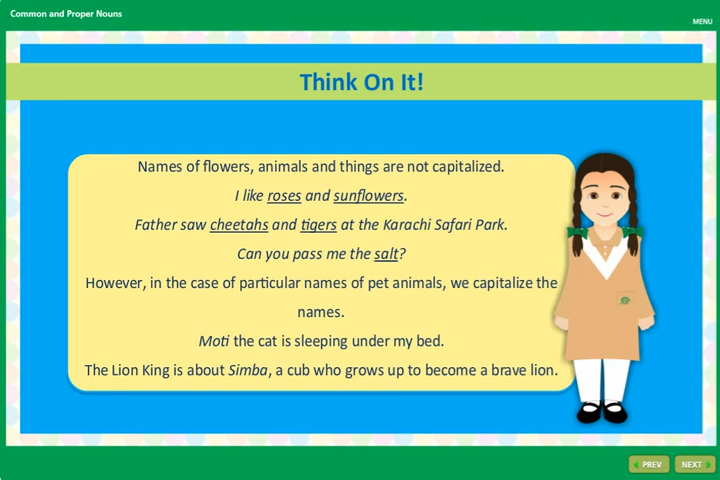 Common and Proper Nouns
MENU
Think On It!
Names of flowers, animals and things are not capitalized.
I like roses and sunflowers.
Father saw cheetahs and tigers at the Karachi Safari Park.
Can you pass me the salt?
However, in the case of particular names of pet animals, we capitalize the
names.
Moti the cat is sleeping under my bed.
The Lion King is about Simba, a cub who grows up to become a brave lion.
PREV
NEXT